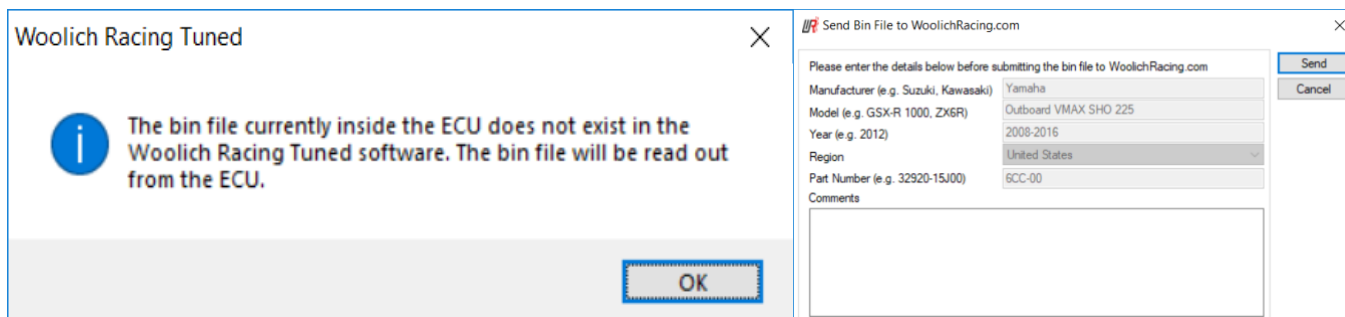 Woolich Racing Tuned
The bin file currently inside the ECU does not exist in the
Woolich Racing Tuned software. The bin file will be read out
from the ECU.
OK
Send Bin File to WoolichRacing.com
Please enter the details below before submitting the bin file to WoolichRacing.com
Manufacturer (e.g. Suzuki, Kawasaki) Yamaha
Model (e.g. GSX-R 1000, ZX6R) Outboard VMAX SHO 225
Year (e.g. 2012) 2008-2016
Region United States
Part Number (e.g. 32920-15J00) 6CC-00
Comments
Send
Cancel